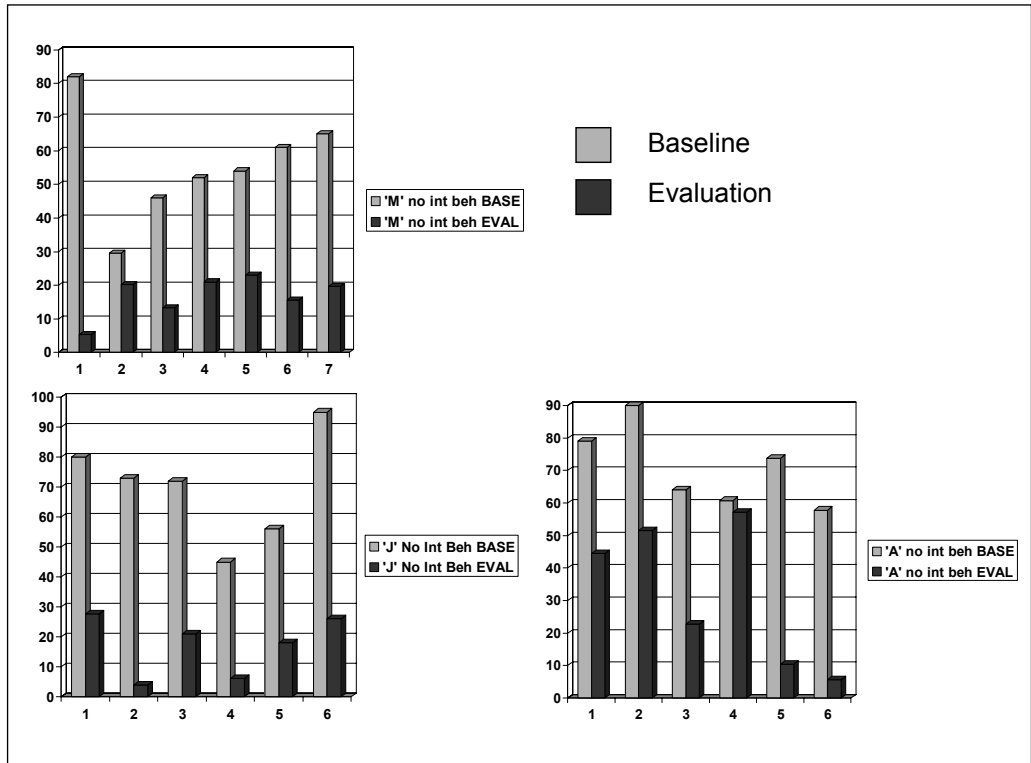 90
80
70
60
50
40
30
20
10
0
1 2 3 4 5 6 7
'M' no int beh BASE
'M' no int beh EVAL
Baseline
Evaluation
100
90
80
70
60
50
40
30
20
10
0
1 2 3 4 5 6
'J' No Int Beh BASE
'J' No Int Beh EVAL
90
80
70
60
50
40
30
20
10
0
1 2 3 4 5 6
'A' no int beh BASE
'A' no int beh EVAL